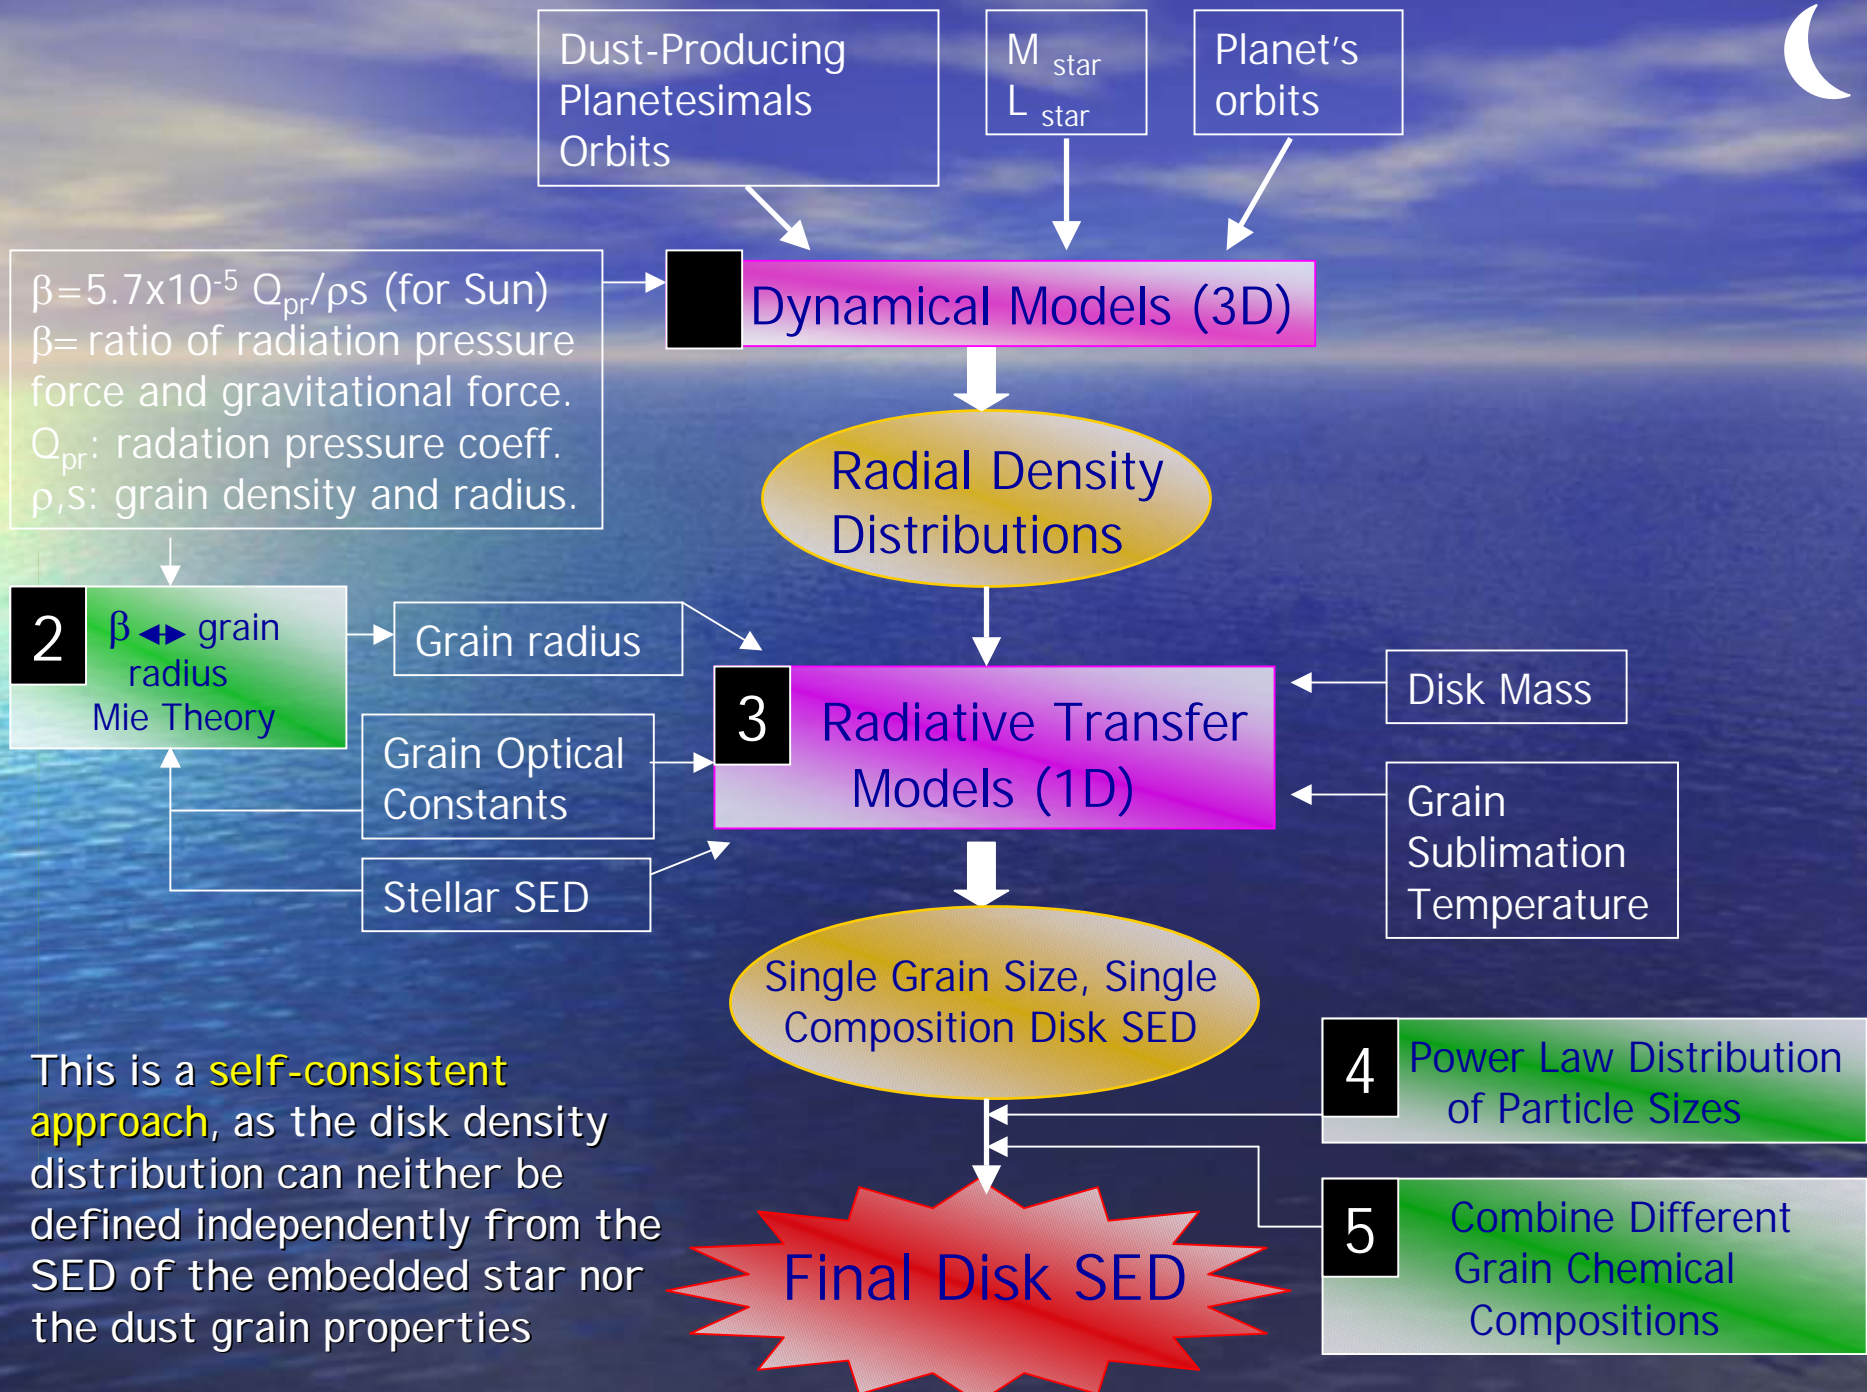 Dust-Producing
Planetesimals
Orbits
M star
L star
Planet's
orbits
β=5.7x10-5 Qpr/ρs (for Sun)
β= ratio of radiation pressure
force and gravitational force.
Qpr: radation pressure coeff.
ρ,s: grain density and radius.
Dynamical Models (3D)
Radial Density
Distributions
2
β ◄► grain
radius
Mie Theory
Grain radius
Grain Optical
Constants
Stellar SED
3
Radiative Transfer
Models (1D)
Disk Mass
Grain
Sublimation
Temperature
Single Grain Size, Single
Composition Disk SED
4
Power Law Distribution
of Particle Sizes
5
Combine Different
Grain Chemical
Compositions
Final Disk SED
This is a self-consistent
approach, as the disk density
distribution can neither be
defined independently from the
SED of the embedded star nor
the dust grain properties